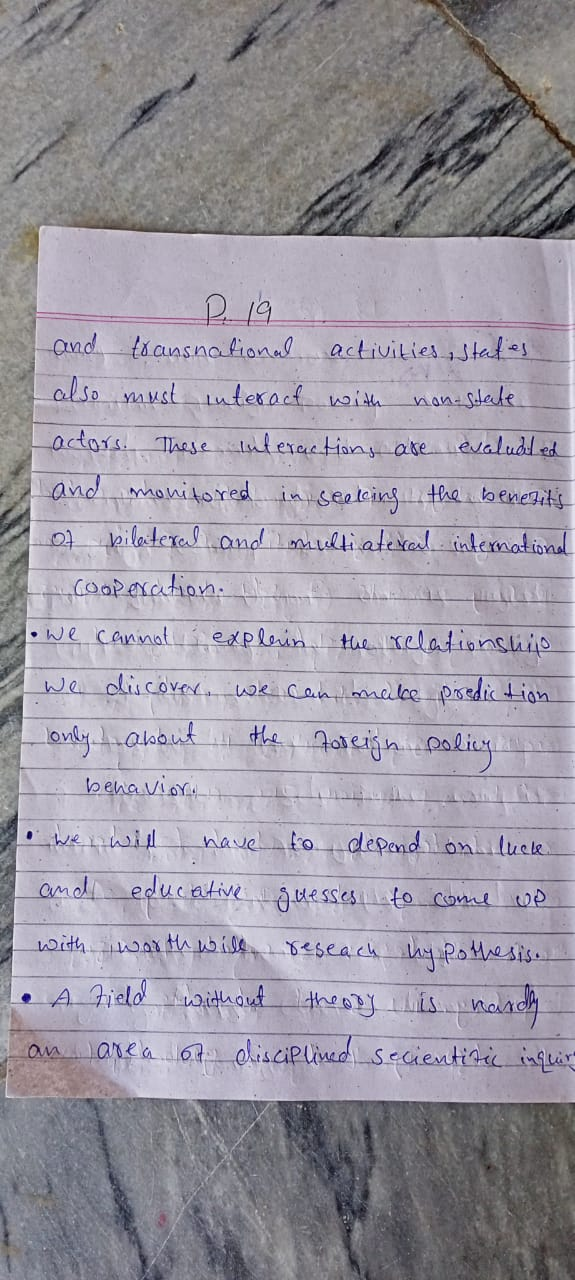 P. 19
and transnational activities, states
also must interact with non-state
actors. These interactions are evaluated
and monitored in seeking the benefits
of bilateral and multiateral international
cooperation.
• we cannot explain the relationship
we discover, we can make prediction
only about the foreign policy
behavior.
• we will have to depend on luck
and educative guesses to come up
with worthwill reseach hypothesis.
• A field without theory is hardly
an area of disciplined secientific inquiry